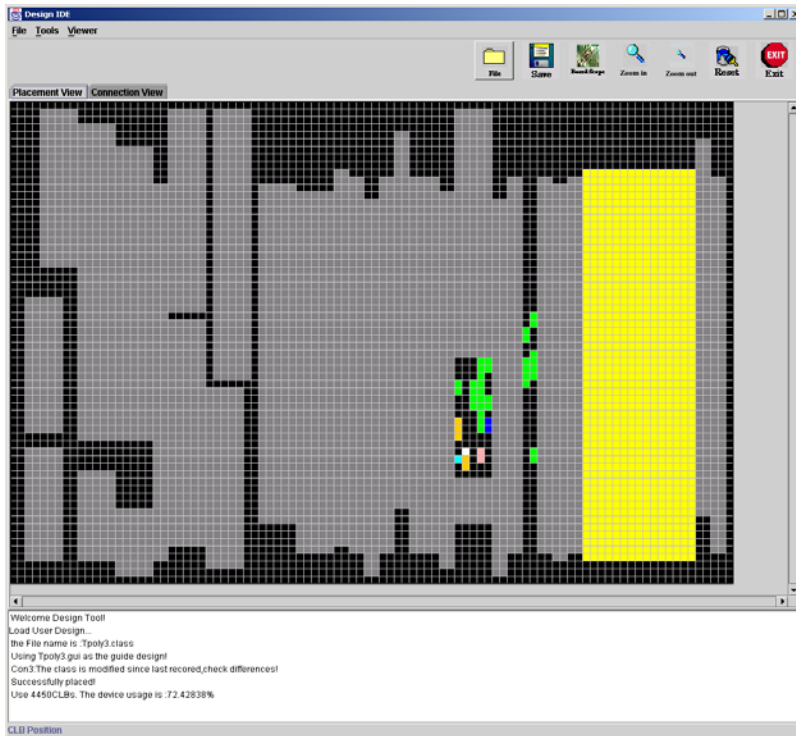 Design IDE
File Tools Viewer
File Save BoardScope Zoom in Zoom out Reset Exit
EXIT
Placement View Connection View
Welcome Design Tool!
Load User Design...
the File name is :Tpoly3.class
Using Tpoly3.gui as the guide design!
Con3:The class is modified since last recored,check differences!
Successfully placed!
Use 4450CLBs. The device usage is :72.42838%
CLB Position